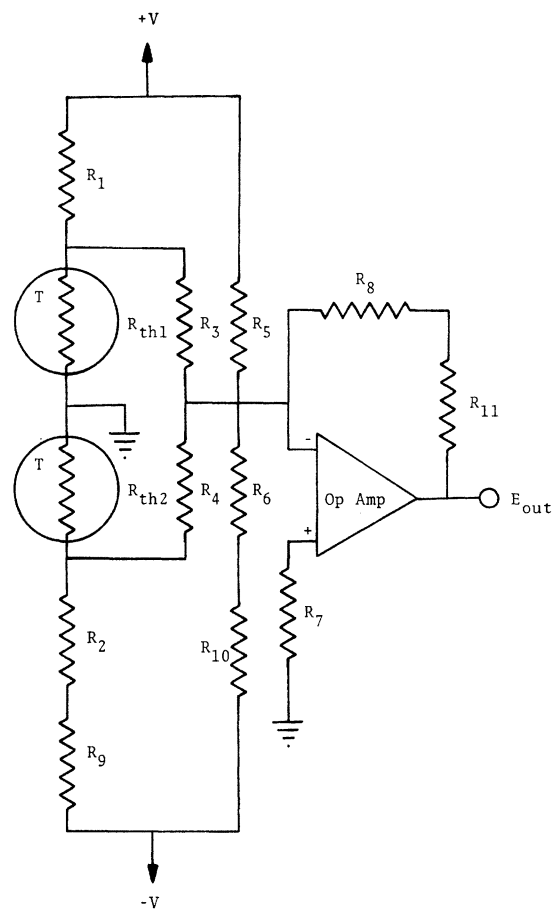 +V
R1
T
Rth1
R3
R5
R8
R11
-
T
Rth2
R4
R6
Op Amp
Eout
+
R7
R2
R10
R9
-V